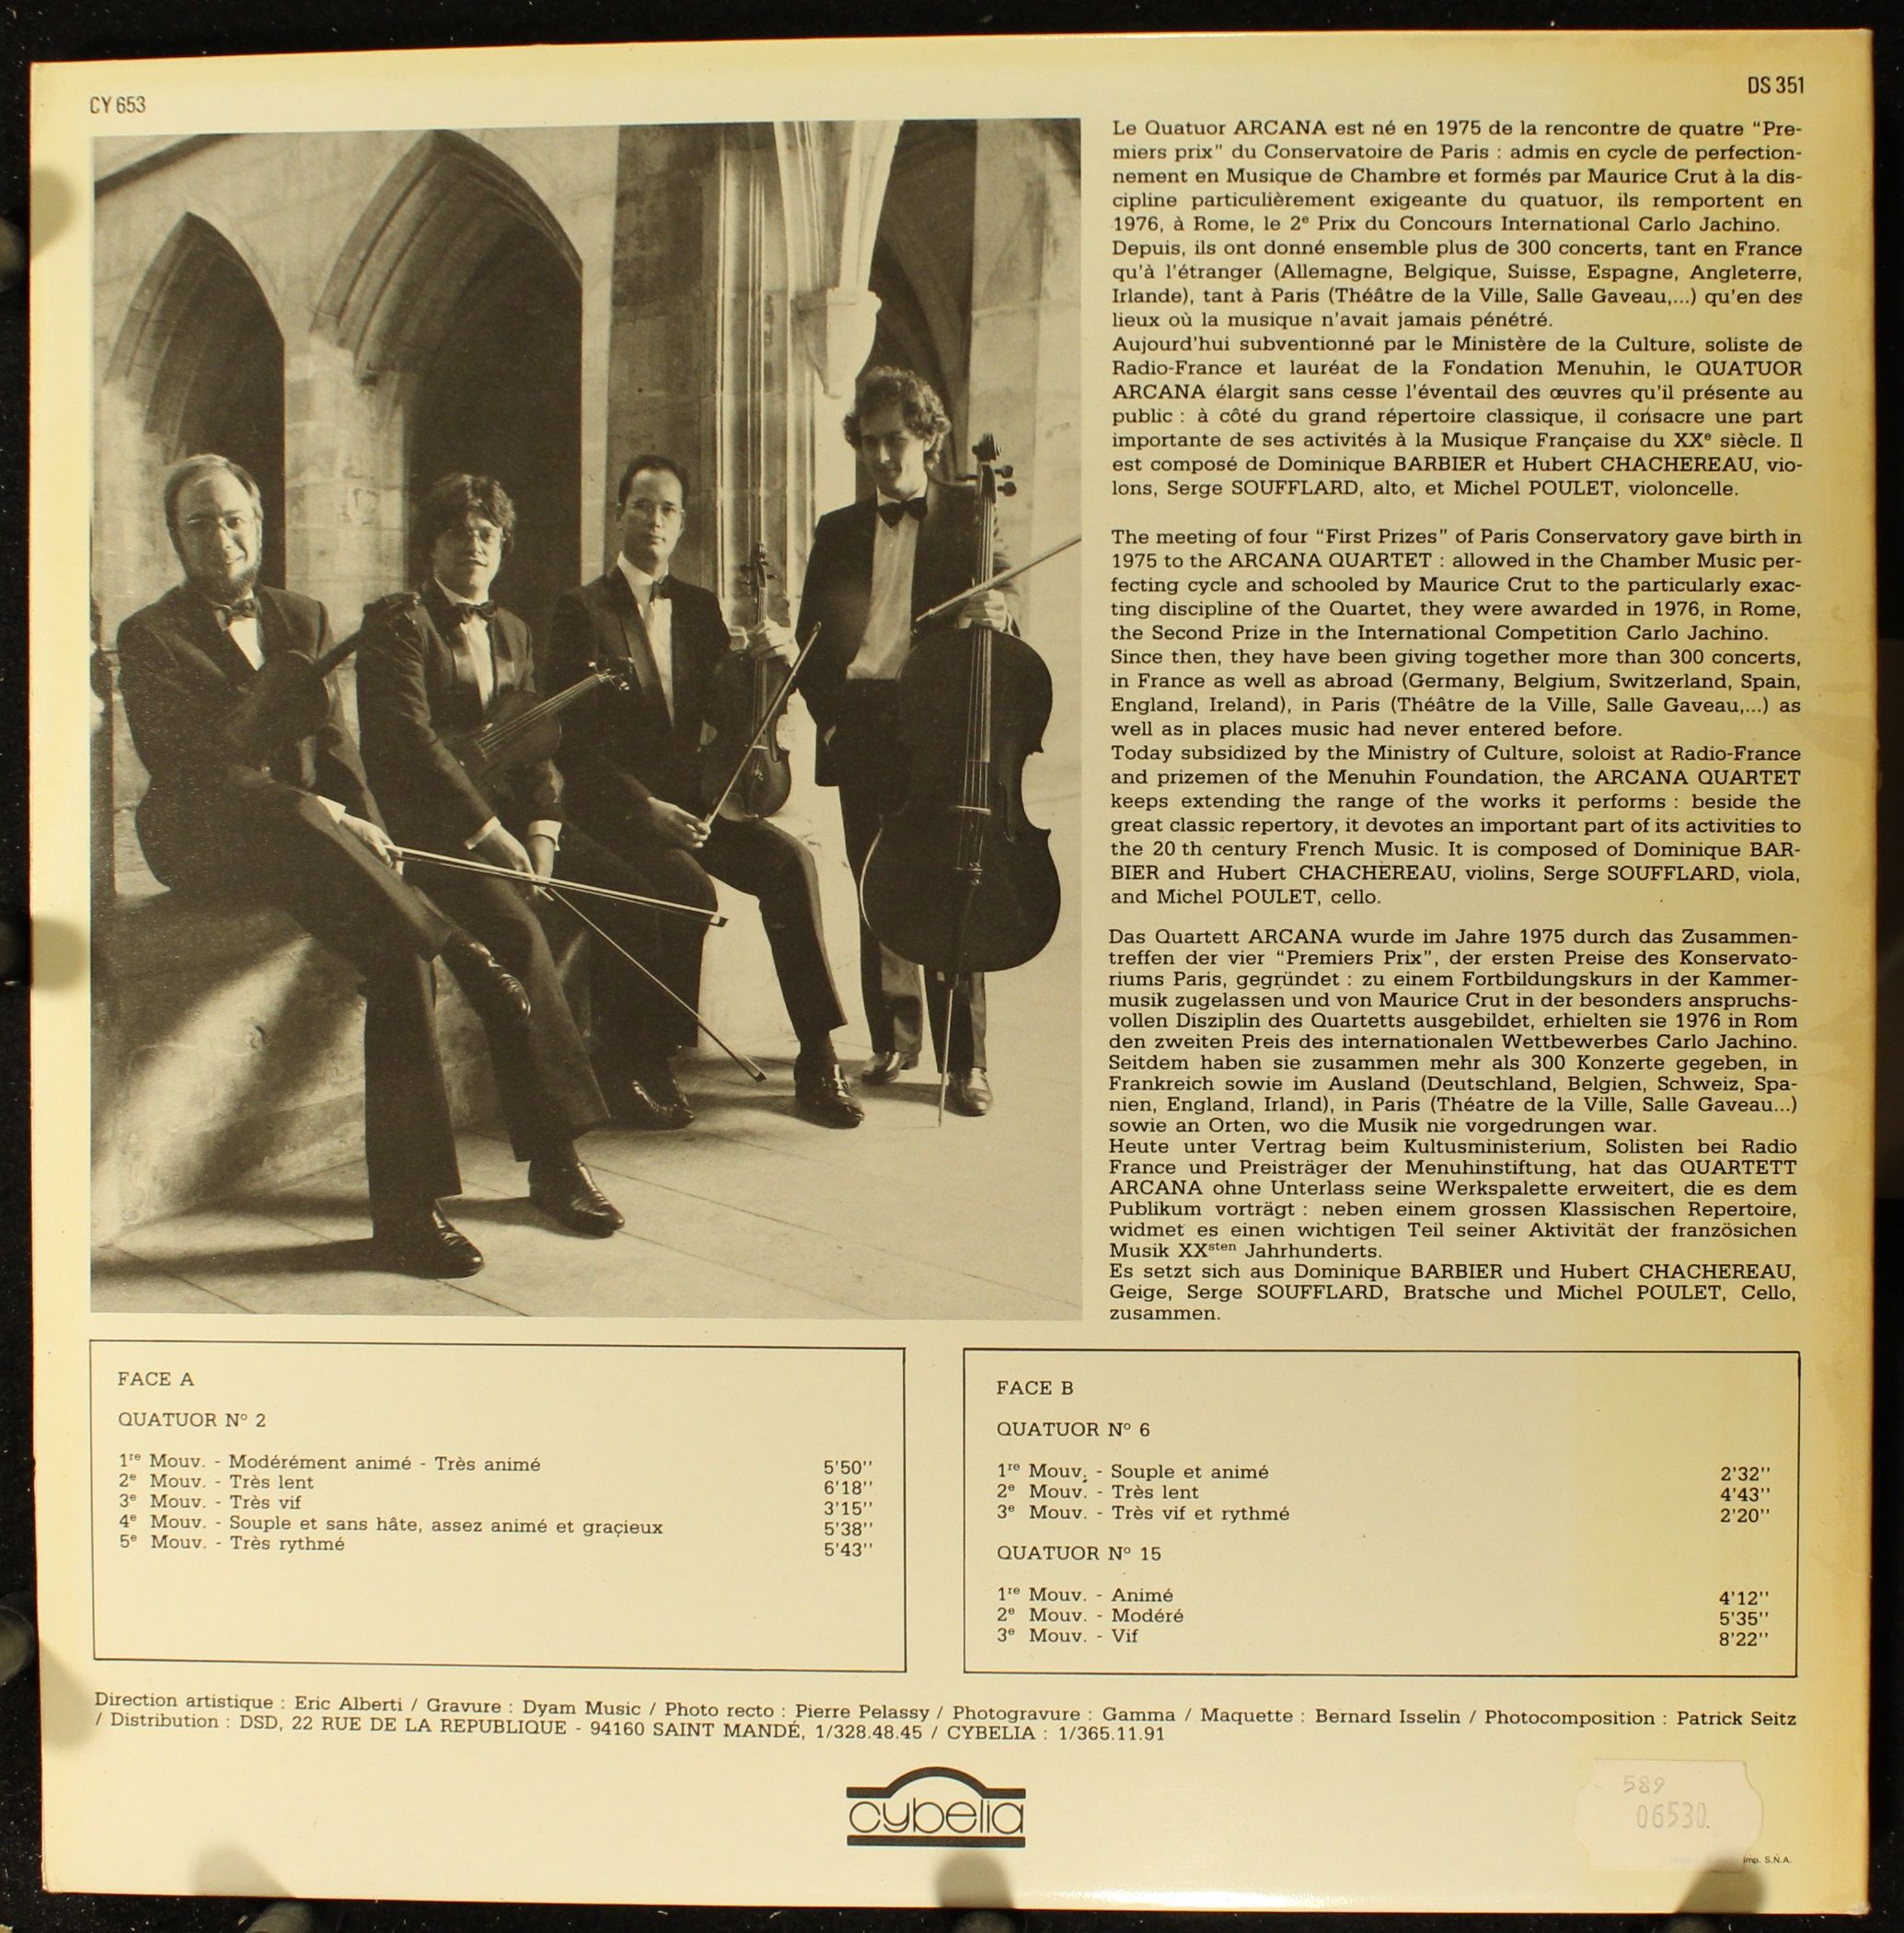 CY 653
DS 351
Le Quatuor ARCANA est né en 1975 de la rencontre de quatre "Pre-
miers prix" du Conservatoire de Paris : admis en cycle de perfection-
nement en Musique de Chambre et formés par Maurice Crut à la dis-
cipline particulièrement exigeante du quatuor, ils remportent en
1976, à Rome, le 2e Prix du Concours International Carlo Jachino.
Depuis, ils ont donné ensemble plus de 300 concerts, tant en France
qu'à l'étranger (Allemagne, Belgique, Suisse, Espagne, Angleterre,
Irlande), tant à Paris (Théâtre de la Ville, Salle Gaveau,...) qu'en des
lieux où la musique n'avait jamais pénétré.
Aujourd'hui subventionné par le Ministère de la Culture, soliste de
Radio-France et lauréat de la Fondation Menuhin, le QUATUOR
ARCANA élargit sans cesse l'éventail des œuvres qu'il présente au
public : à côté du grand répertoire classique, il consacre une part
importante de ses activités à la Musique Française du XXe siècle. Il
est composé de Dominique BARBIER et Hubert CHACHEREAU, vio-
lons, Serge SOUFFLARD, alto, et Michel POULET, violoncelle.
The meeting of four "First Prizes" of Paris Conservatory gave birth in
1975 to the ARCANA QUARTET : allowed in the Chamber Music per-
fecting cycle and schooled by Maurice Crut to the particularly exac-
ting discipline of the Quartet, they were awarded in 1976, in Rome,
the Second Prize in the International Competition Carlo Jachino.
Since then, they have been giving together more than 300 concerts,
in France as well as abroad (Germany, Belgium, Switzerland, Spain,
England, Ireland), in Paris (Théâtre de la Ville, Salle Gaveau,...) as
well as in places music had never entered before.
Today subsidized by the Ministry of Culture, soloist at Radio-France
and prizemen of the Menuhin Foundation, the ARCANA QUARTET
keeps extending the range of the works it performs : beside the
great classic repertory, it devotes an important part of its activities to
the 20 th century French Music. It is composed of Dominique BAR-
BIER and Hubert CHACHEREAU, violins, Serge SOUFFLARD, viola,
and Michel POULET, cello.
Das Quartett ARCANA wurde im Jahre 1975 durch das Zusammen-
treffen der vier "Premiers Prix", der ersten Preise des Konservato-
riums Paris, gegründet : zu einem Fortbildungskurs in der Kammer-
musik zugelassen und von Maurice Crut in der besonders anspruchs-
vollen Disziplin des Quartetts ausgebildet, erhielten sie 1976 in Rom
den zweiten Preis des internationalen Wettbewerbes Carlo Jachino.
Seitdem haben sie zusammen mehr als 300 Konzerte gegeben, in
Frankreich sowie im Ausland (Deutschland, Belgien, Schweiz, Spa-
nien, England, Irland), in Paris (Théatre de la Ville, Salle Gaveau...)
sowie an Orten, wo die Musik nie vorgedrungen war.
Heute unter Vertrag beim Kultusministerium, Solisten bei Radio
France und Preisträger der Menuhinstiftung, hat das QUARTETT
ARCANA ohne Unterlass seine Werkspalette erweitert, die es dem
Publikum vorträgt : neben einem grossen Klassischen Repertoire,
widmet es einen wichtigen Teil seiner Aktivität der französichen
Musik XXsten Jahrhunderts.
Es setzt sich aus Dominique BARBIER und Hubert CHACHEREAU,
Geige, Serge SOUFFLARD, Bratsche und Michel POULET, Cello,
zusammen.
FACE A
QUATUOR No 2
1re Mouv. - Modérément animé - Très animé 5'50''
2e Mouv. - Très lent 6'18''
3e Mouv. - Très vif 3'15''
4e Mouv. - Souple et sans hâte, assez animé et graçieux 5'38''
5e Mouv. - Très rythmé 5'43''
FACE B
QUATUOR No 6
1re Mouv. - Souple et animé 2'32''
2e Mouv. - Très lent 4'43''
3e Mouv. - Très vif et rythmé 2'20''
QUATUOR No 15
1re Mouv. - Animé 4'12''
2e Mouv. - Modéré 5'35''
3e Mouv. - Vif 8'22''
Direction artistique : Eric Alberti / Gravure : Dyam Music / Photo recto : Pierre Pelassy / Photogravure : Gamma / Maquette : Bernard Isselin / Photocomposition : Patrick Seitz
/ Distribution : DSD, 22 RUE DE LA REPUBLIQUE - 94160 SAINT MANDÉ, 1/328.48.45 / CYBELIA : 1/365.11.91
cybelia
589
06530.
Imp. S.N.A.